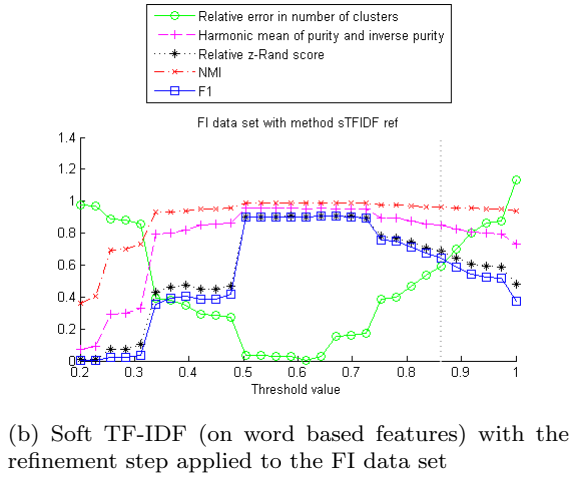 Relative error in number of clusters
Harmonic mean of purity and inverse purity
Relative z-Rand score
NMI
F1
FI data set with method sTFIDF ref
1.4
1.2
1
0.8
0.6
0.4
0.2
0
0.2 0.3 0.4 0.5 0.6 0.7 0.8 0.9 1
Threshold value
(b) Soft TF-IDF (on word based features) with the
refinement step applied to the FI data set